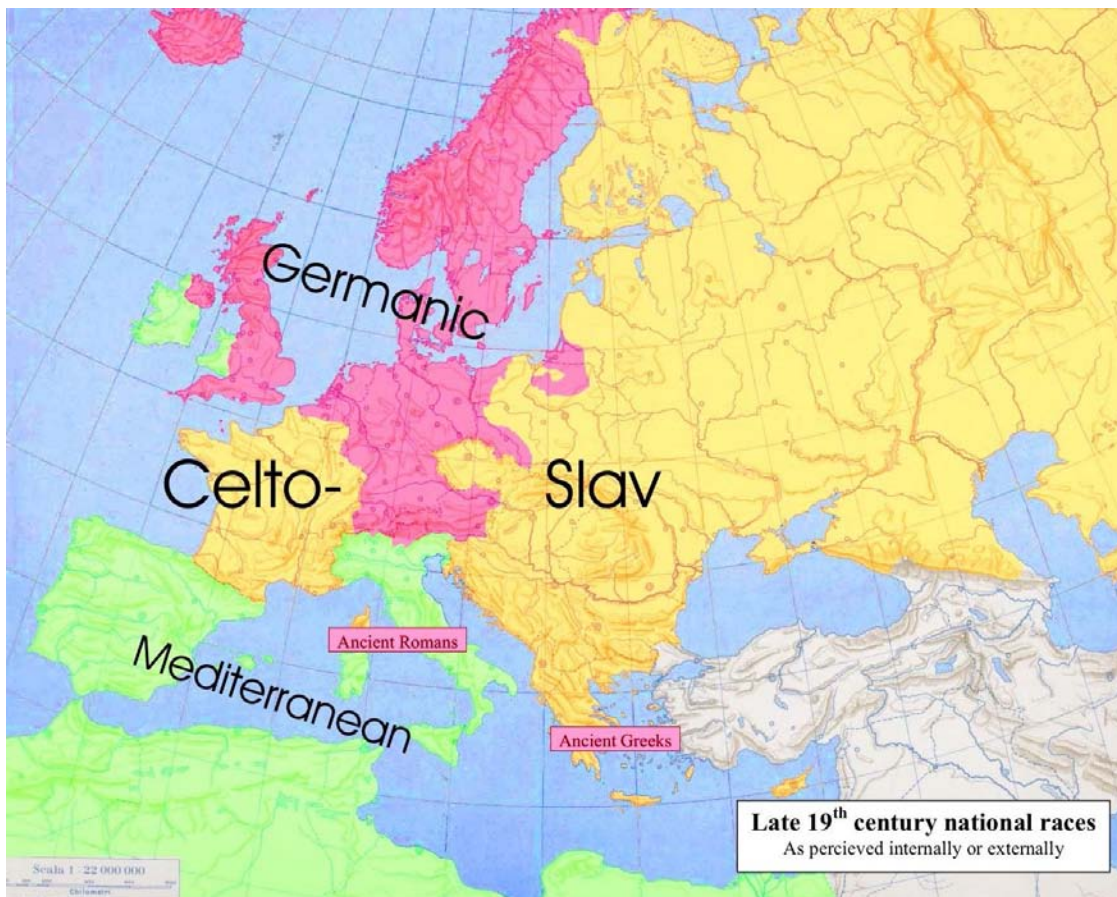 Germanic
Celto-
Slav
Ancient Romans
Mediterranean
Ancient Greeks
Late 19th century national races
As percieved internally or externally
Scala 1 : 22 000 000
Chilometri